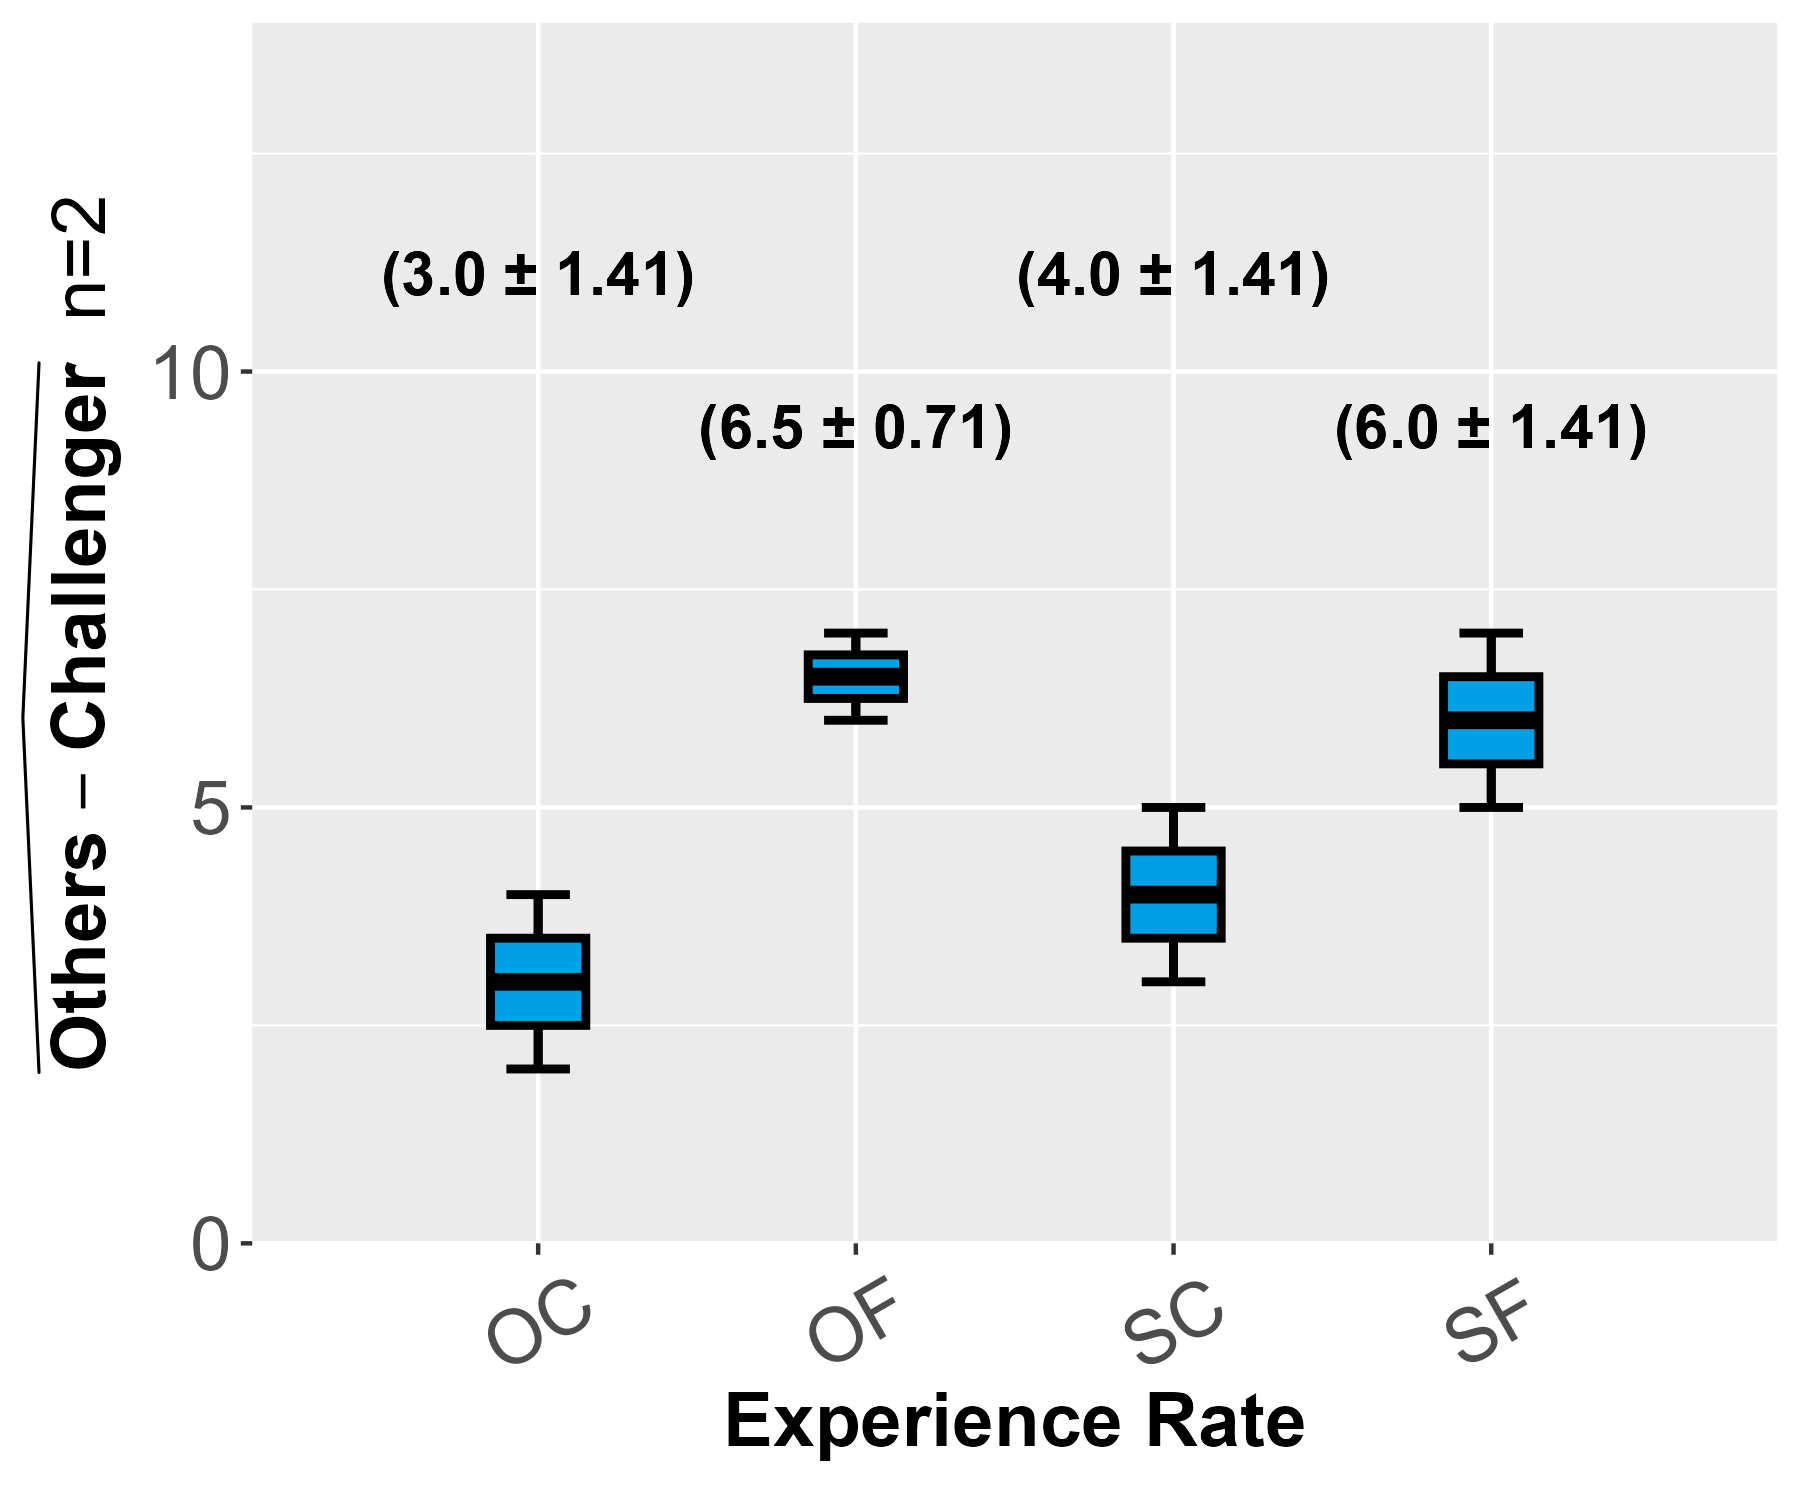 Others – Challenger n=2
10
5
0
(3.0 ± 1.41)
(4.0 ± 1.41)
(6.5 ± 0.71)
(6.0 ± 1.41)
OC
OF
SC
SF
Experience Rate